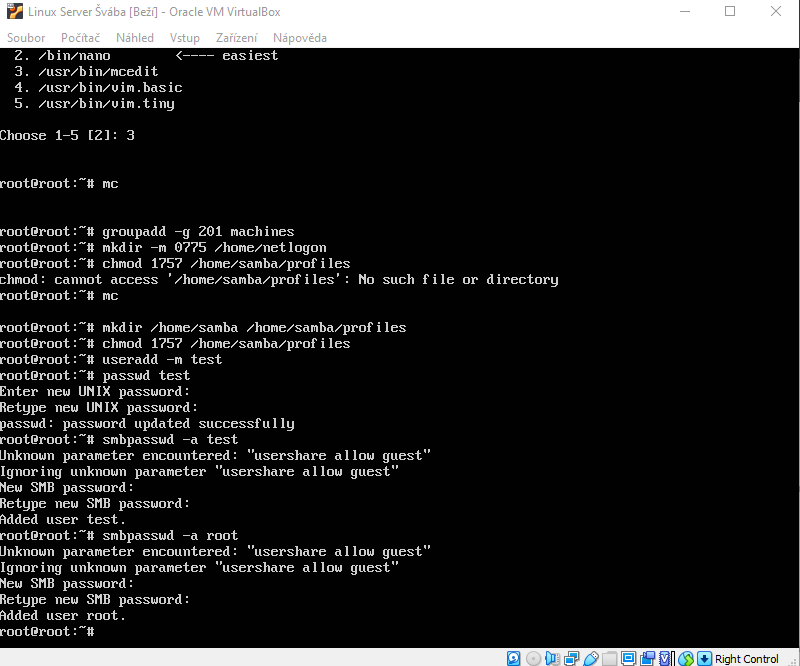 Linux Server Švába [Beží] - Oracle VM VirtualBox
Soubor Počítač Náhled Vstup Zařízení Nápověda
2. /bin/nano <---- easiest
3. /usr/bin/mcedit
4. /usr/bin/vim.basic
5. /usr/bin/vim.tiny
Choose 1-5 [2]: 3
root@root:~# mc
root@root:~# groupadd -g 201 machines
root@root:~# mkdir -m 0775 /home/netlogon
root@root:~# chmod 1757 /home/samba/profiles
chmod: cannot access '/home/samba/profiles': No such file or directory
root@root:~# mc
root@root:~# mkdir /home/samba /home/samba/profiles
root@root:~# chmod 1757 /home/samba/profiles
root@root:~# useradd -m test
root@root:~# passwd test
Enter new UNIX password:
Retype new UNIX password:
passwd: password updated successfully
root@root:~# smbpasswd -a test
Unknown parameter encountered: "usershare allow guest"
Ignoring unknown parameter "usershare allow guest"
New SMB password:
Retype new SMB password:
Added user test.
root@root:~# smbpasswd -a root
Unknown parameter encountered: "usershare allow guest"
Ignoring unknown parameter "usershare allow guest"
New SMB password:
Retype new SMB password:
Added user root.
root@root:~#
Right Control